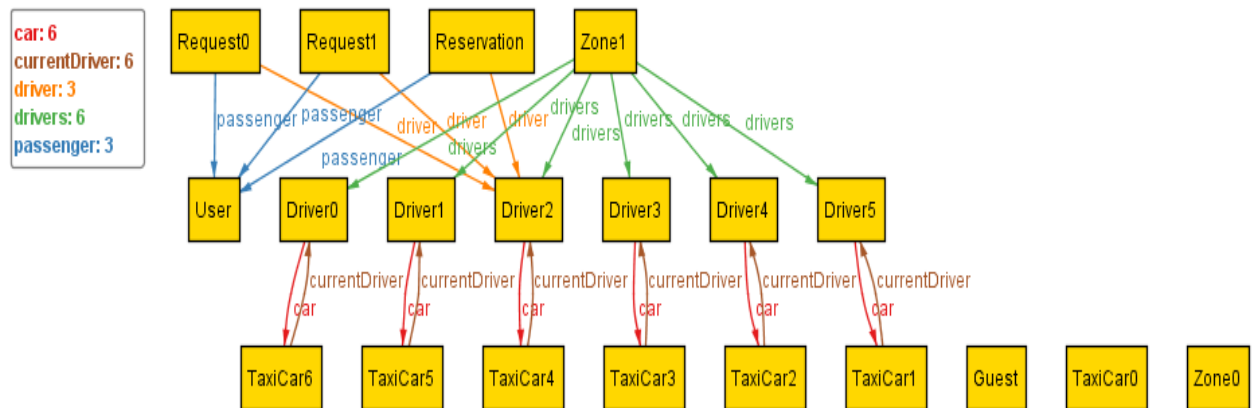 car: 6
currentDriver: 6
driver: 3
drivers: 6
passenger: 3
Request0 Request1 Reservation Zone1
passenger passenger driver driver driver drivers drivers drivers drivers drivers
passenger drivers
User Driver0 Driver1 Driver2 Driver3 Driver4 Driver5
currentDriver currentDriver currentDriver currentDriver currentDriver currentDriver
car car car car car car
TaxiCar6 TaxiCar5 TaxiCar4 TaxiCar3 TaxiCar2 TaxiCar1 Guest TaxiCar0 Zone0